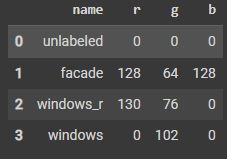 name r g b
0 unlabeled 0 0 0
1 facade 128 64 128
2 windows_r 130 76 0
3 windows 0 102 0